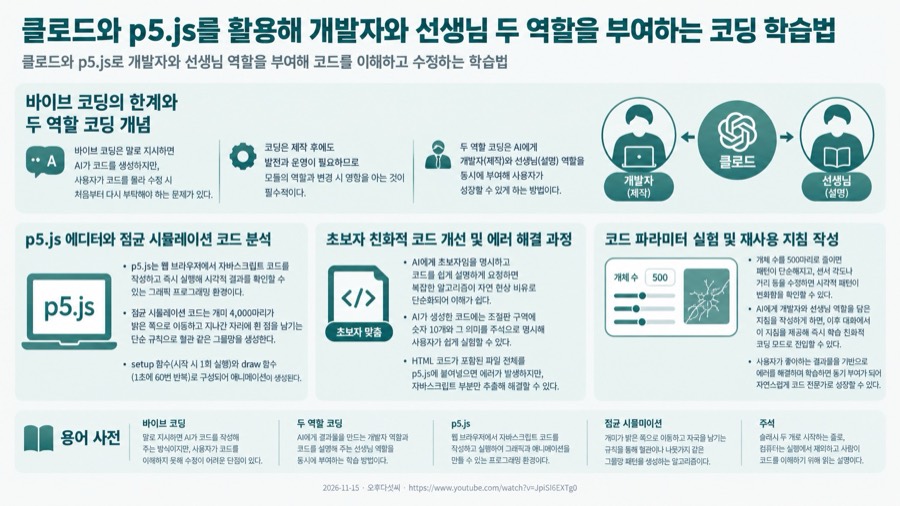 클로드와 p5.js를 활용해 개발자와 선생님 두 역할을 부여하는 코딩 학습법
클로드와 p5.js로 개발자와 선생님 역할을 부여해 코드를 이해하고 수정하는 학습법
바이브 코딩의 한계와
두 역할 코딩 개념
A
바이브 코딩은 말로 지시하면
AI가 코드를 생성하지만,
사용자가 코드를 몰라 수정 시
처음부터 다시 부탁해야 하는 문제가 있다.
코딩은 제작 후에도
발전과 운영이 필요하므로
모듈의 역할과 변경 시 영항을 아는 것이
필수적이다.
두 역할 코딩은 AI에게
개발자(제작)와 선생님(설명) 역할을
동시에 부여해 사용자가
성장할 수 있게 하는 방법이다.
개발자
(제작)
클로드
선생님
(설명)
p5.js 에디터와 점균 시뮬레이션 코드 분석
p5.js
• p5.js는 웹 브라우저에서 자바스크립트 코드를
작성하고 즉시 실행해 시각적 결과를 확인할 수
있는 그래픽 프로그래밍 환경이다.
• 점균 시뮬레이션 코드는 개미 4,000마리가
밝은 쪽으로 이동하고 지나간 자리에 흰 점을 남기는
단순 규칙으로 혈관 같은 그물망을 생성한다.
• setup 함수(시작 시 1회 실행)와 draw 함수
(1초에 60번 반복)로 구성되어 애니메이션이 생성된다.
초보자 친화적 코드 개선 및 에러 해결 과정
</>
초보자 맞춤
• AI에게 초보자임을 명시하고
코드를 쉽게 설명하게 요청하면
복잡한 알고리즘이 자연 현상 비유로
단순화되어 이해가 쉽다.
• AI가 생성한 코드에는 조절판 구역에
숫자 10개와 그 의미를 주석으로 명시해
사용자가 쉽게 실험할 수 있다.
• HTML 코드가 포함된 파일 전체를
p5.js에 붙여넣으면 에러가 발생하지만,
자바스크립트 부분만 추출해 해결할 수 있다.
코드 파라미터 실험 및 재사용 지침 작성
개체 수 500
• 개체 수를 500마리로 줄이면
패턴이 단순해지고, 센서 각도나
거리 등을 수정하면 시각적 패턴이
변화함을 확인할 수 있다.
• AI에게 개발자와 선생님 역할을 담은
지침을 작성하게 하면, 이후 대화에서
이 지침을 제공해 즉시 학습 친화적
코딩 모드로 진입할 수 있다.
• 사용자가 좋아하는 결과물을 기반으로
에러를 해결하며 학습하면 동기 부여가 되어
자연스럽게 코드 전문가로 성장할 수 있다.
용어 사전
바이브 코딩
말로 지시하면 AI가 코드를 작성해
주는 방식이지만, 사용자가 코드를
이해하지 못해 수정이 어려운 단점이 있다.
두 역할 코딩
AI에게 결과물을 만드는 개발자 역할과
코드를 설명해 주는 선생님 역할을
동시에 부여하는 학습 방법이다.
p5.js
웹 브라우저에서 자바스크립트 코드를
작성하고 실행하여 그래픽과 애니메이션을
만들 수 있는 프로그래밍 환경이다.
점균 시뮬미이션
개미가 밝은 쪽으로 이동하고 자국을 남기는
규칙을 통해 혈관이나 나뭇가지 같은
그물망 패턴을 생성하는 알고리즘이다.
주석
슬래시 두 개로 시작하는 줄로,
컴퓨터는 실행에서 제외하고 사람이
코드를 이해하기 위해 읽는 설명이다.
2026-11-15 · 오후다섯씨 · https://www.youtube.com/watch?v=JpiSI6EXTg0